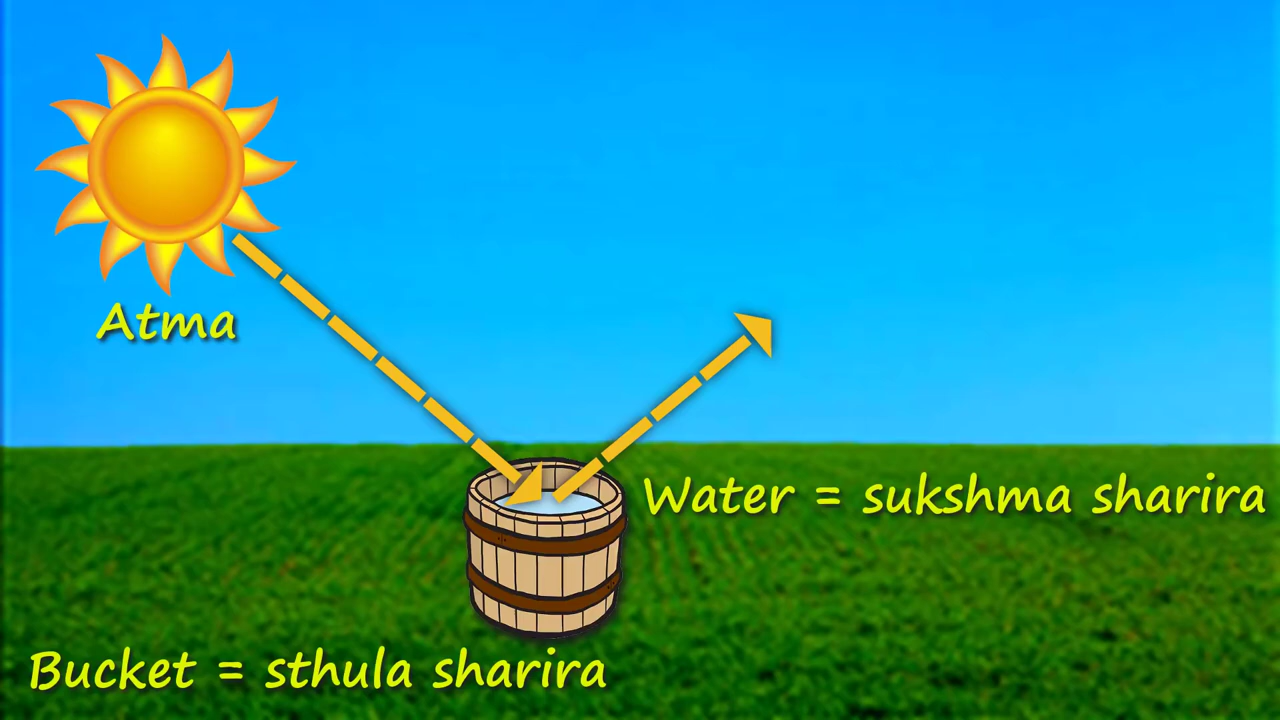 Atma
Water = sukshma sharira
Bucket = sthula sharira